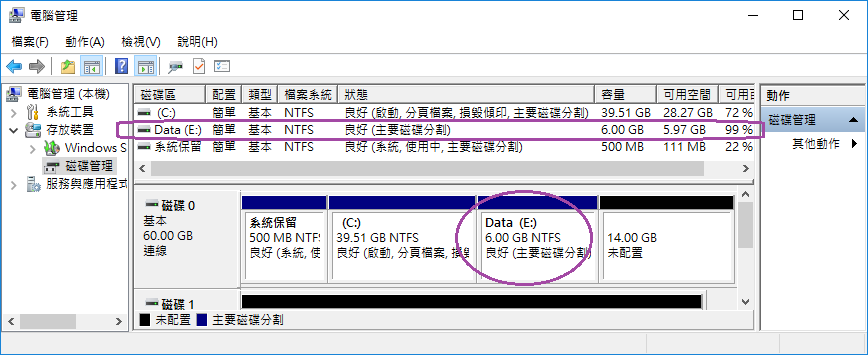 電腦管理
檔案(F) 動作(A) 檢視(V) 說明(H)
電腦管理 (本機)
系統工具
存放裝置
Windows S
磁碟管理
服務與應用程式
磁碟區 配置 類型 檔案系統 狀態 容量 可用空間 可用
(C:) 簡單 基本 NTFS 良好 (啟動, 分頁檔案, 損毀傾印, 主要磁碟分割) 39.51 GB 28.27 GB 72 %
Data (E:) 簡單 基本 NTFS 良好 (主要磁碟分割) 6.00 GB 5.97 GB 99 %
系統保留 簡單 基本 NTFS 良好 (系統, 使用中, 主要磁碟分割) 500 MB 111 MB 22 %
磁碟 0
基本
60.00 GB
連線
系統保留
500 MB NTFS
良好 (系統, 使
(C:)
39.51 GB NTFS
良好 (啟動, 分頁檔案, 損
Data (E:)
6.00 GB NTFS
良好 (主要磁碟分割)
14.00 GB
未配置
磁碟 1
未配置 主要磁碟分割
動作
磁碟管理
其他動作